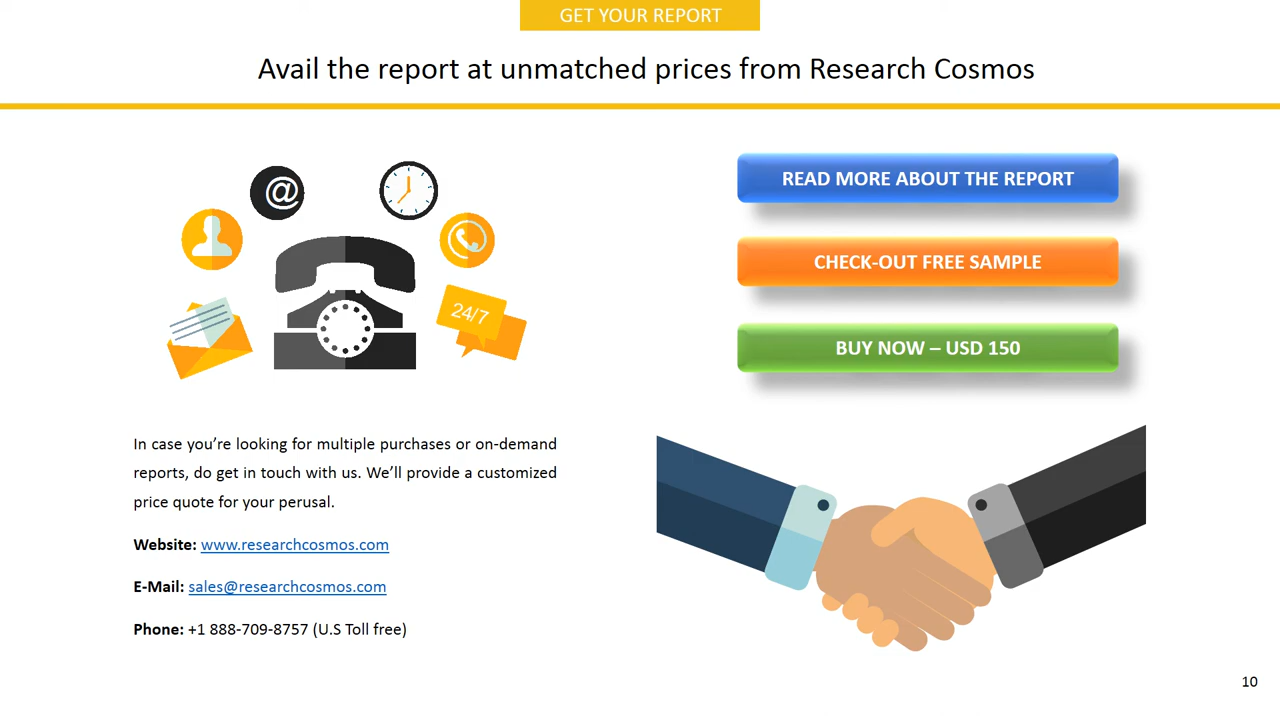 GET YOUR REPORT
Avail the report at unmatched prices from Research Cosmos
@
24/7
READ MORE ABOUT THE REPORT
CHECK-OUT FREE SAMPLE
BUY NOW – USD 150
In case you’re looking for multiple purchases or on-demand
reports, do get in touch with us. We’ll provide a customized
price quote for your perusal.
Website: www.researchcosmos.com
E-Mail: sales@researchcosmos.com
Phone: +1 888-709-8757 (U.S Toll free)
10